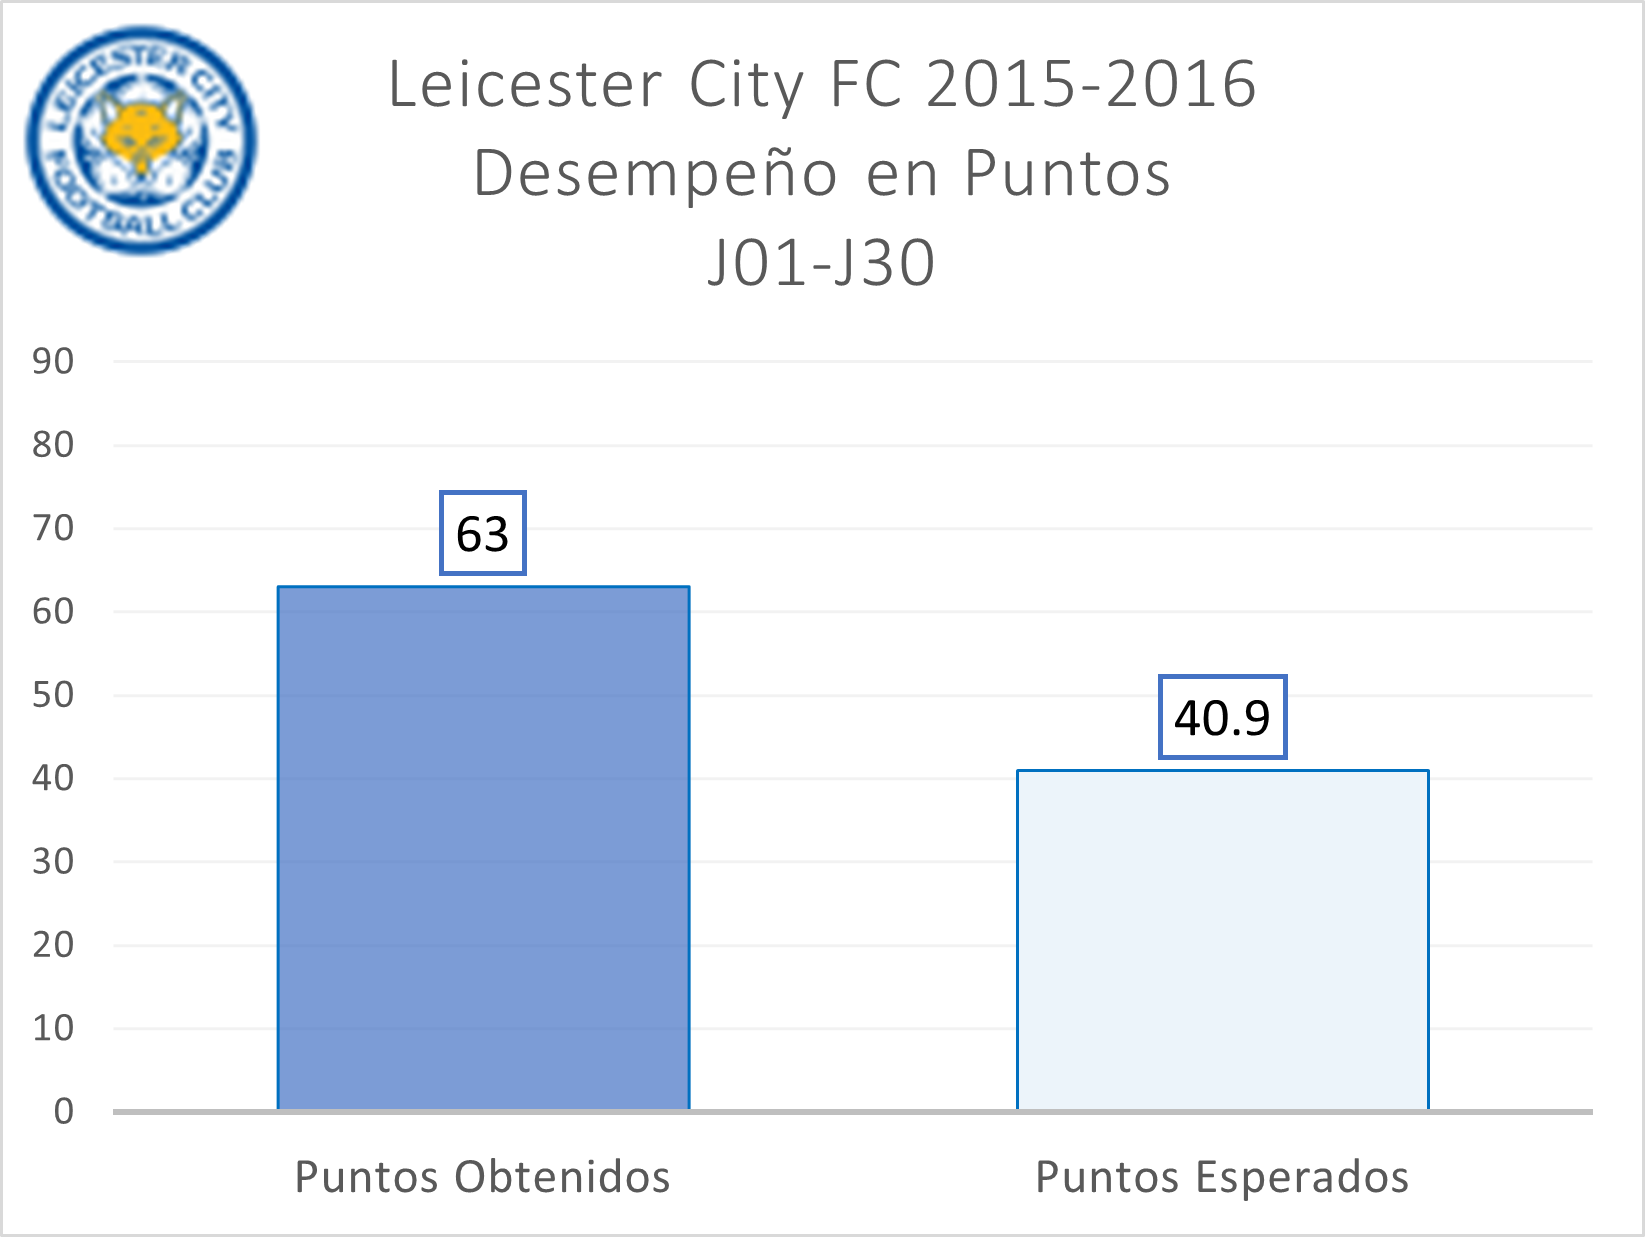 LEICESTER CITY
FOOTBALL CLUB
Leicester City FC 2015-2016
Desempeño en Puntos
J01-J30
90
80
70
60
50
40
30
20
10
0
63
40.9
Puntos Obtenidos
Puntos Esperados